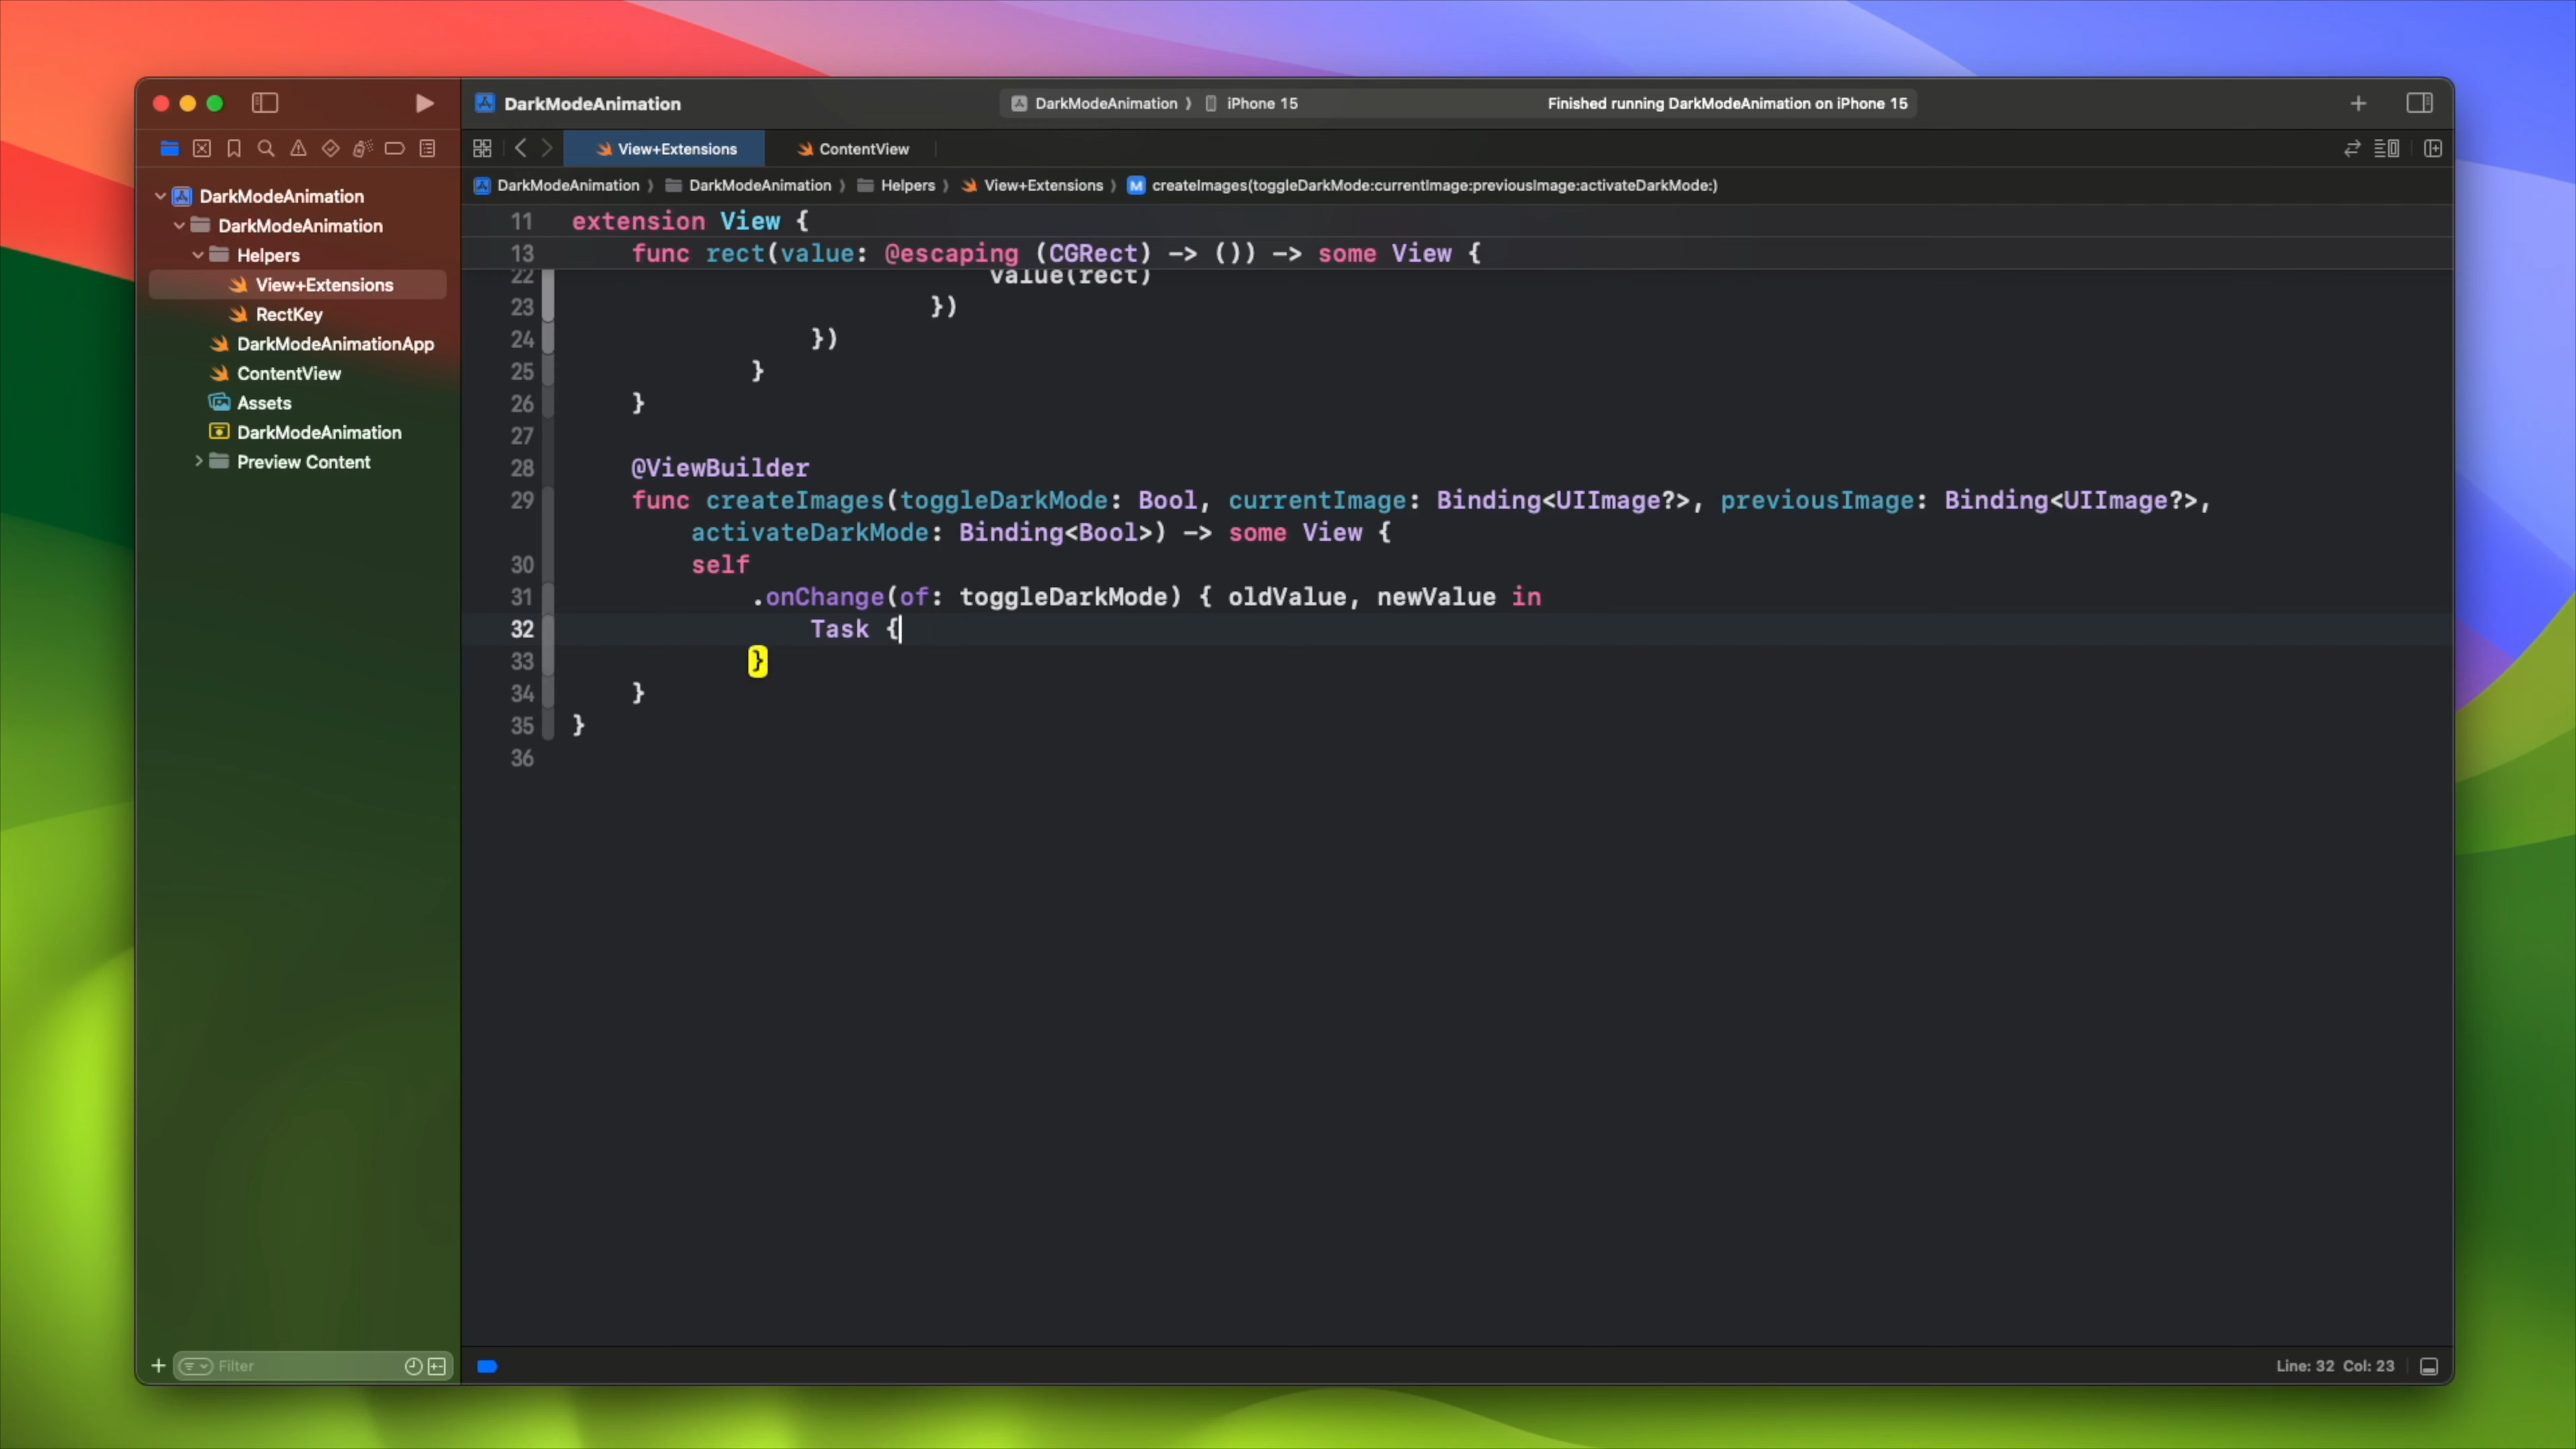 DarkModeAnimation
DarkModeAnimation
iPhone 15
Finished running DarkModeAnimation on iPhone 15
View+Extensions
ContentView
DarkModeAnimation
DarkModeAnimation
Helpers
View+Extensions
M
createImages(toggleDarkMode:currentImage:previousImage:activateDarkMode:)
DarkModeAnimation
DarkModeAnimation
Helpers
View+Extensions
RectKey
DarkModeAnimationApp
ContentView
Assets
DarkModeAnimation
Preview Content
11 extension View {
13 func rect(value: @escaping (CGRect) -> ()) -> some View {
22 value(rect)
23 })
24 })
25 }
26 }
27
28 @ViewBuilder
29 func createImages(toggleDarkMode: Bool, currentImage: Binding<UIImage?>, previousImage: Binding<UIImage?>,
activateDarkMode: Binding<Bool>) -> some View {
30 self
31 .onChange(of: toggleDarkMode) { oldValue, newValue in
32 Task {
33 }
34 }
35 }
36
Filter
Line: 32 Col: 23